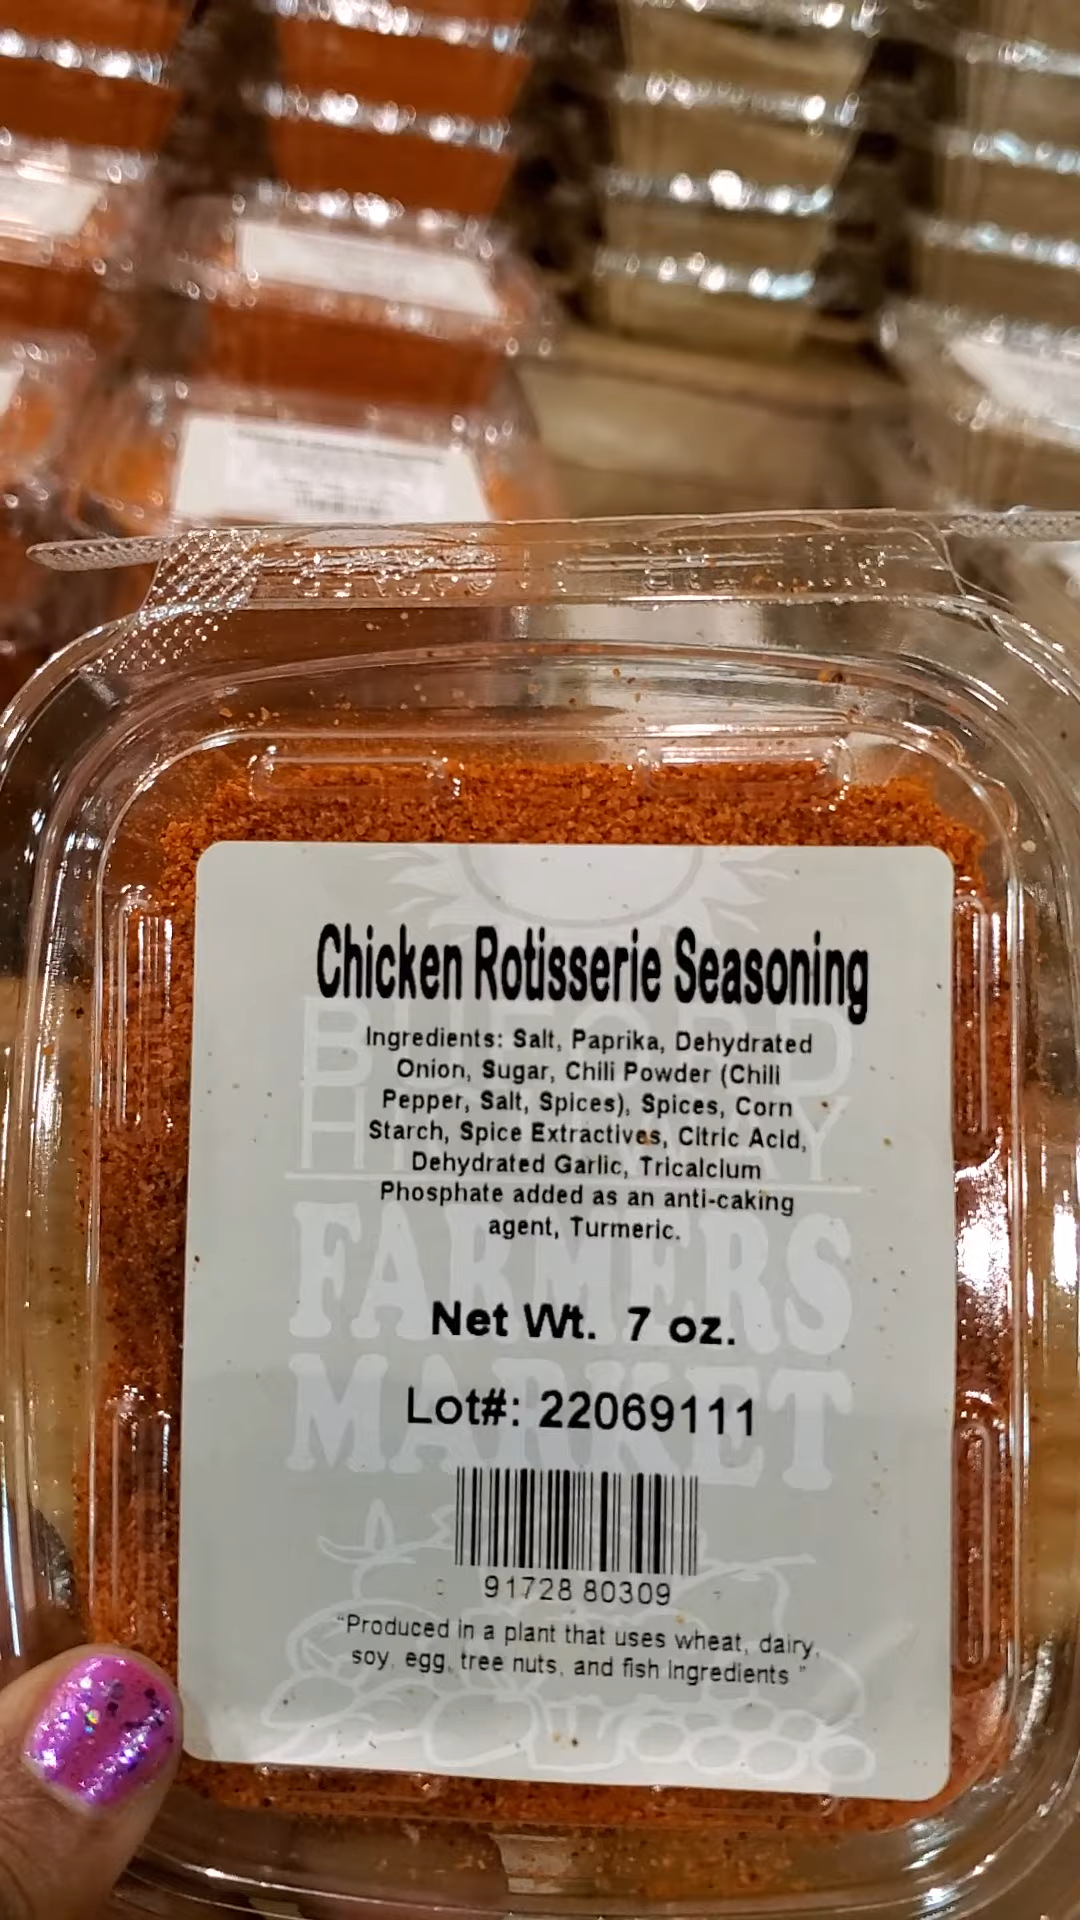 Chicken Rotisserie Seasoning
Ingredients: Salt, Paprika, Dehydrated
Onion, Sugar, Chili Powder (Chili
Pepper, Salt, Spices), Spices, Corn
Starch, Spice Extractives, Citric Acid,
Dehydrated Garlic, Tricalcium
Phosphate added as an anti-caking
agent, Turmeric.
BUFORD
HIGHWAY
FARMERS
MARKET
Net Wt. 7 oz.
Lot#: 22069111
91728 80309
"Produced in a plant that uses wheat, dairy,
soy, egg, tree nuts, and fish Ingredients "